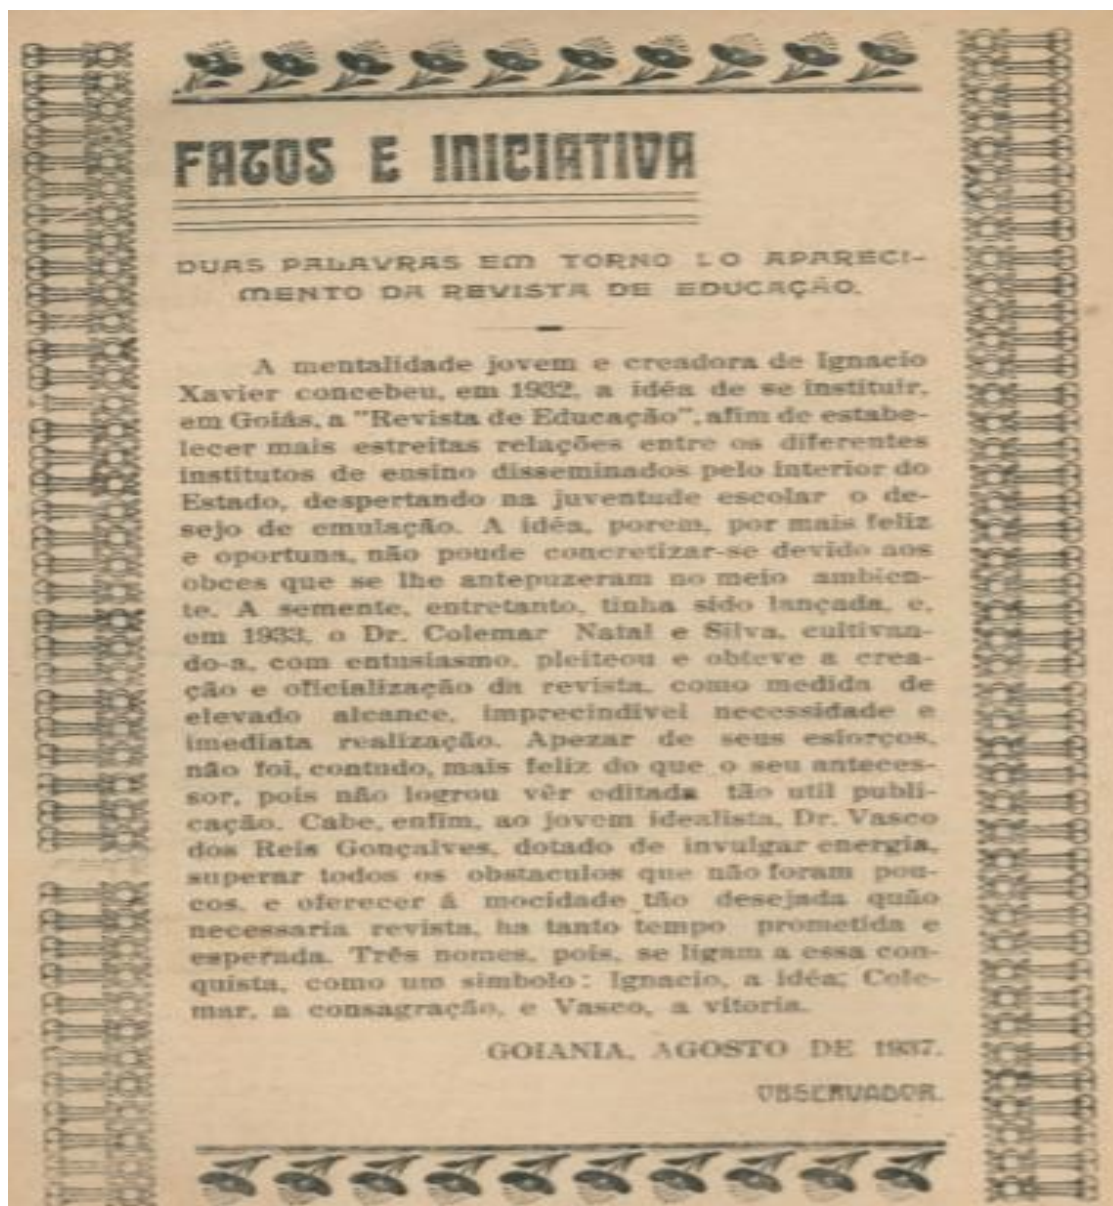 FATOS E INICIATIVA
DUAS PALAVRAS EM TORNO DO APARECI-
MENTO DA REVISTA DE EDUCAÇÃO.
A mentalidade jovem e creadora de Ignacio
Xavier concebeu, em 1932, a idéa de se instituir,
em Goiás, a "Revista de Educação", afim de estabe-
lecer mais estreitas relações entre os diferentes
institutos de ensino disseminados pelo interior do
Estado, despertando na juventude escolar o de-
sejo de emulação. A idéa, porem, por mais feliz
e oportuna, não poude concretizar-se devido aos
obces que se lhe antepuzeram no meio ambien-
te. A semente, entretanto, tinha sido lançada, e,
em 1933, o Dr. Colemar Natal e Silva, cultivan-
do-a, com entusiasmo, pleiteou e obteve a crea-
ção e oficialização da revista, como medida de
elevado alcance, imprecindivel necessidade e
imediata realização. Apezar de seus esforços,
não foi, contudo, mais feliz do que o seu anteces-
sor, pois não logrou vêr editada tão util publi-
cação. Cabe, enfim, ao jovem idealista, Dr. Vasco
dos Reis Gonçalves, dotado de invulgar energia,
superar todos os obstaculos que não foram pou-
cos, e oferecer á mocidade tão desejada quão
necessaria revista, ha tanto tempo prometida e
esperada. Três nomes, pois, se ligam a essa con-
quista, como um simbolo: Ignacio, a idéa; Cole-
mar, a consagração, e Vasco, a vitoria.
GOIANIA, AGOSTO DE 1937.
OBSERVADOR.